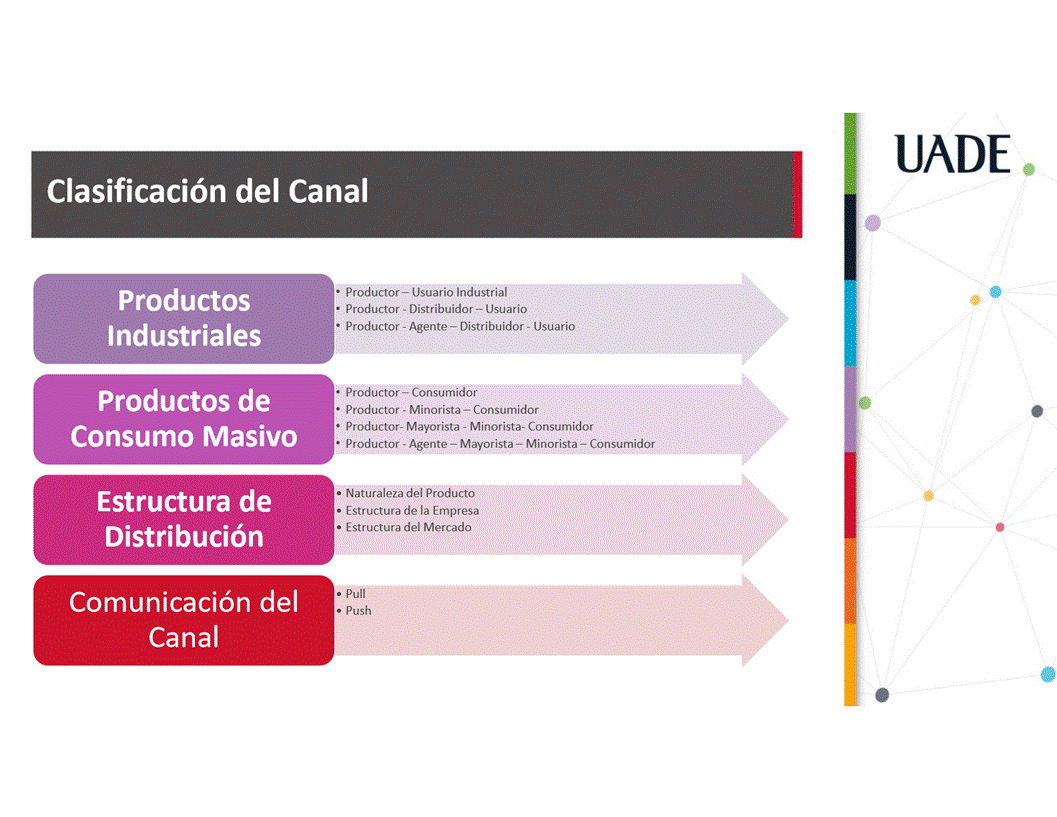 UADE
Clasificación del Canal
Productos
Industriales
• Productor – Usuario Industrial
• Productor - Distribuidor – Usuario
• Productor - Agente – Distribuidor - Usuario
Productos de
Consumo Masivo
• Productor – Consumidor
• Productor - Minorista – Consumidor
• Productor- Mayorista - Minorista- Consumidor
• Productor - Agente – Mayorista – Minorista – Consumidor
Estructura de
Distribución
• Naturaleza del Producto
• Estructura de la Empresa
• Estructura del Mercado
Comunicación del
Canal
• Pull
• Push